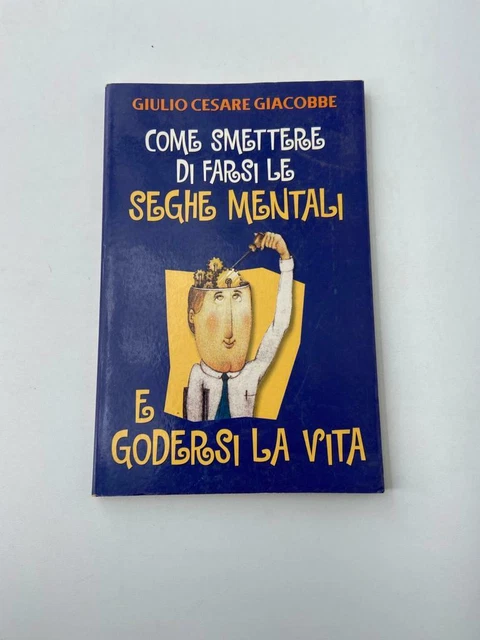 GIULIO CESARE GIACOBBE
COME SMETTERE
DI FARSI LE
SEGHE MENTALI
E
GODERSI LA VITA